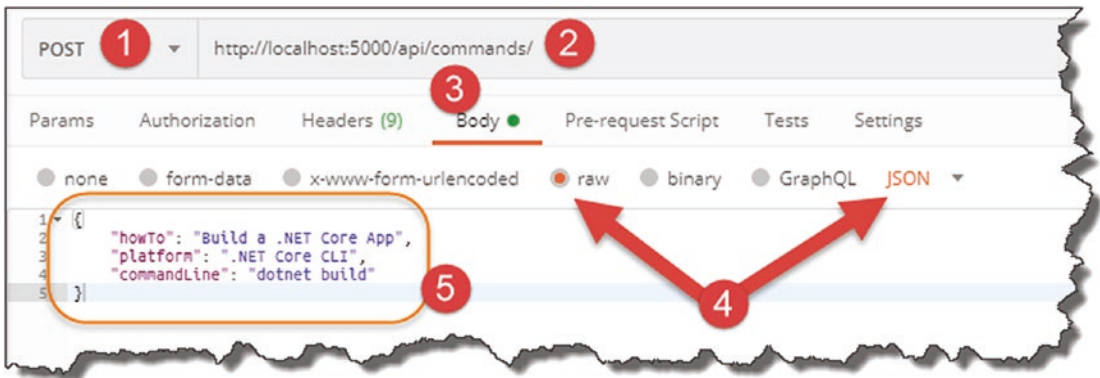 POST 1 http://localhost:5000/api/commands/ 2
3
Params Authorization Headers (9) Body Pre-request Script Tests Settings
none form-data x-www-form-urlencoded raw binary GraphQL JSON
1 {
2 "howTo": "Build a .NET Core App",
3 "platform": ".NET Core CLI",
4 "commandLine": "dotnet build"
5 }
5
4